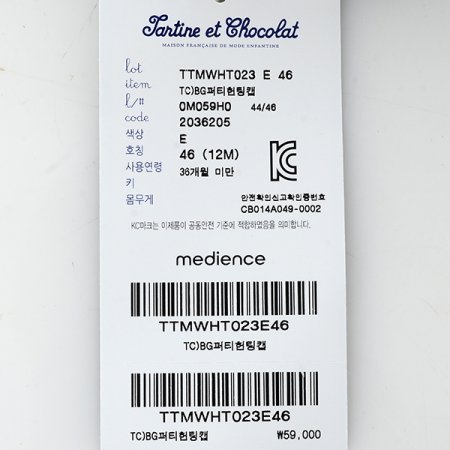 Tartine et Chocolat
MAISON FRANÇAISE DE MODE ENFANTINE
lot TTMWHT023 E 46
item TC)BG퍼티헌팅캡
l/# 0M059H0 44/46
code 2036205
색상 E
호칭 46 (12M)
사용연령 36개월 미만
키
몸무게
KC
안전확인신고확인증번호
CB014A049-0002
KC마크는 이제품이 공통안전 기준에 적합하였음을 의미합니다.
medience
TTMWHT023E46
TC)BG퍼티헌팅캡
TTMWHT023E46
TC)BG퍼티헌팅캡 ₩59,000